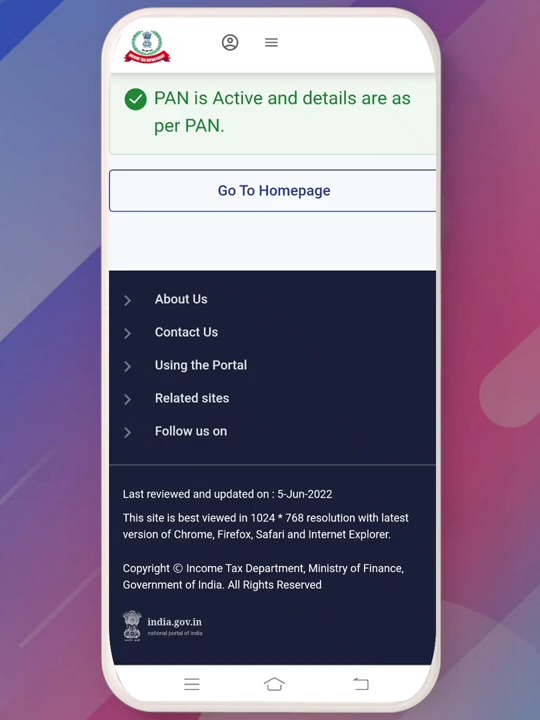 INCOME TAX DEPARTMENT
PAN is Active and details are as
per PAN.
Go To Homepage
About Us
Contact Us
Using the Portal
Related sites
Follow us on
Last reviewed and updated on : 5-Jun-2022
This site is best viewed in 1024 * 768 resolution with latest
version of Chrome, Firefox, Safari and Internet Explorer.
Copyright © Income Tax Department, Ministry of Finance,
Government of India. All Rights Reserved
india.gov.in
national portal of india